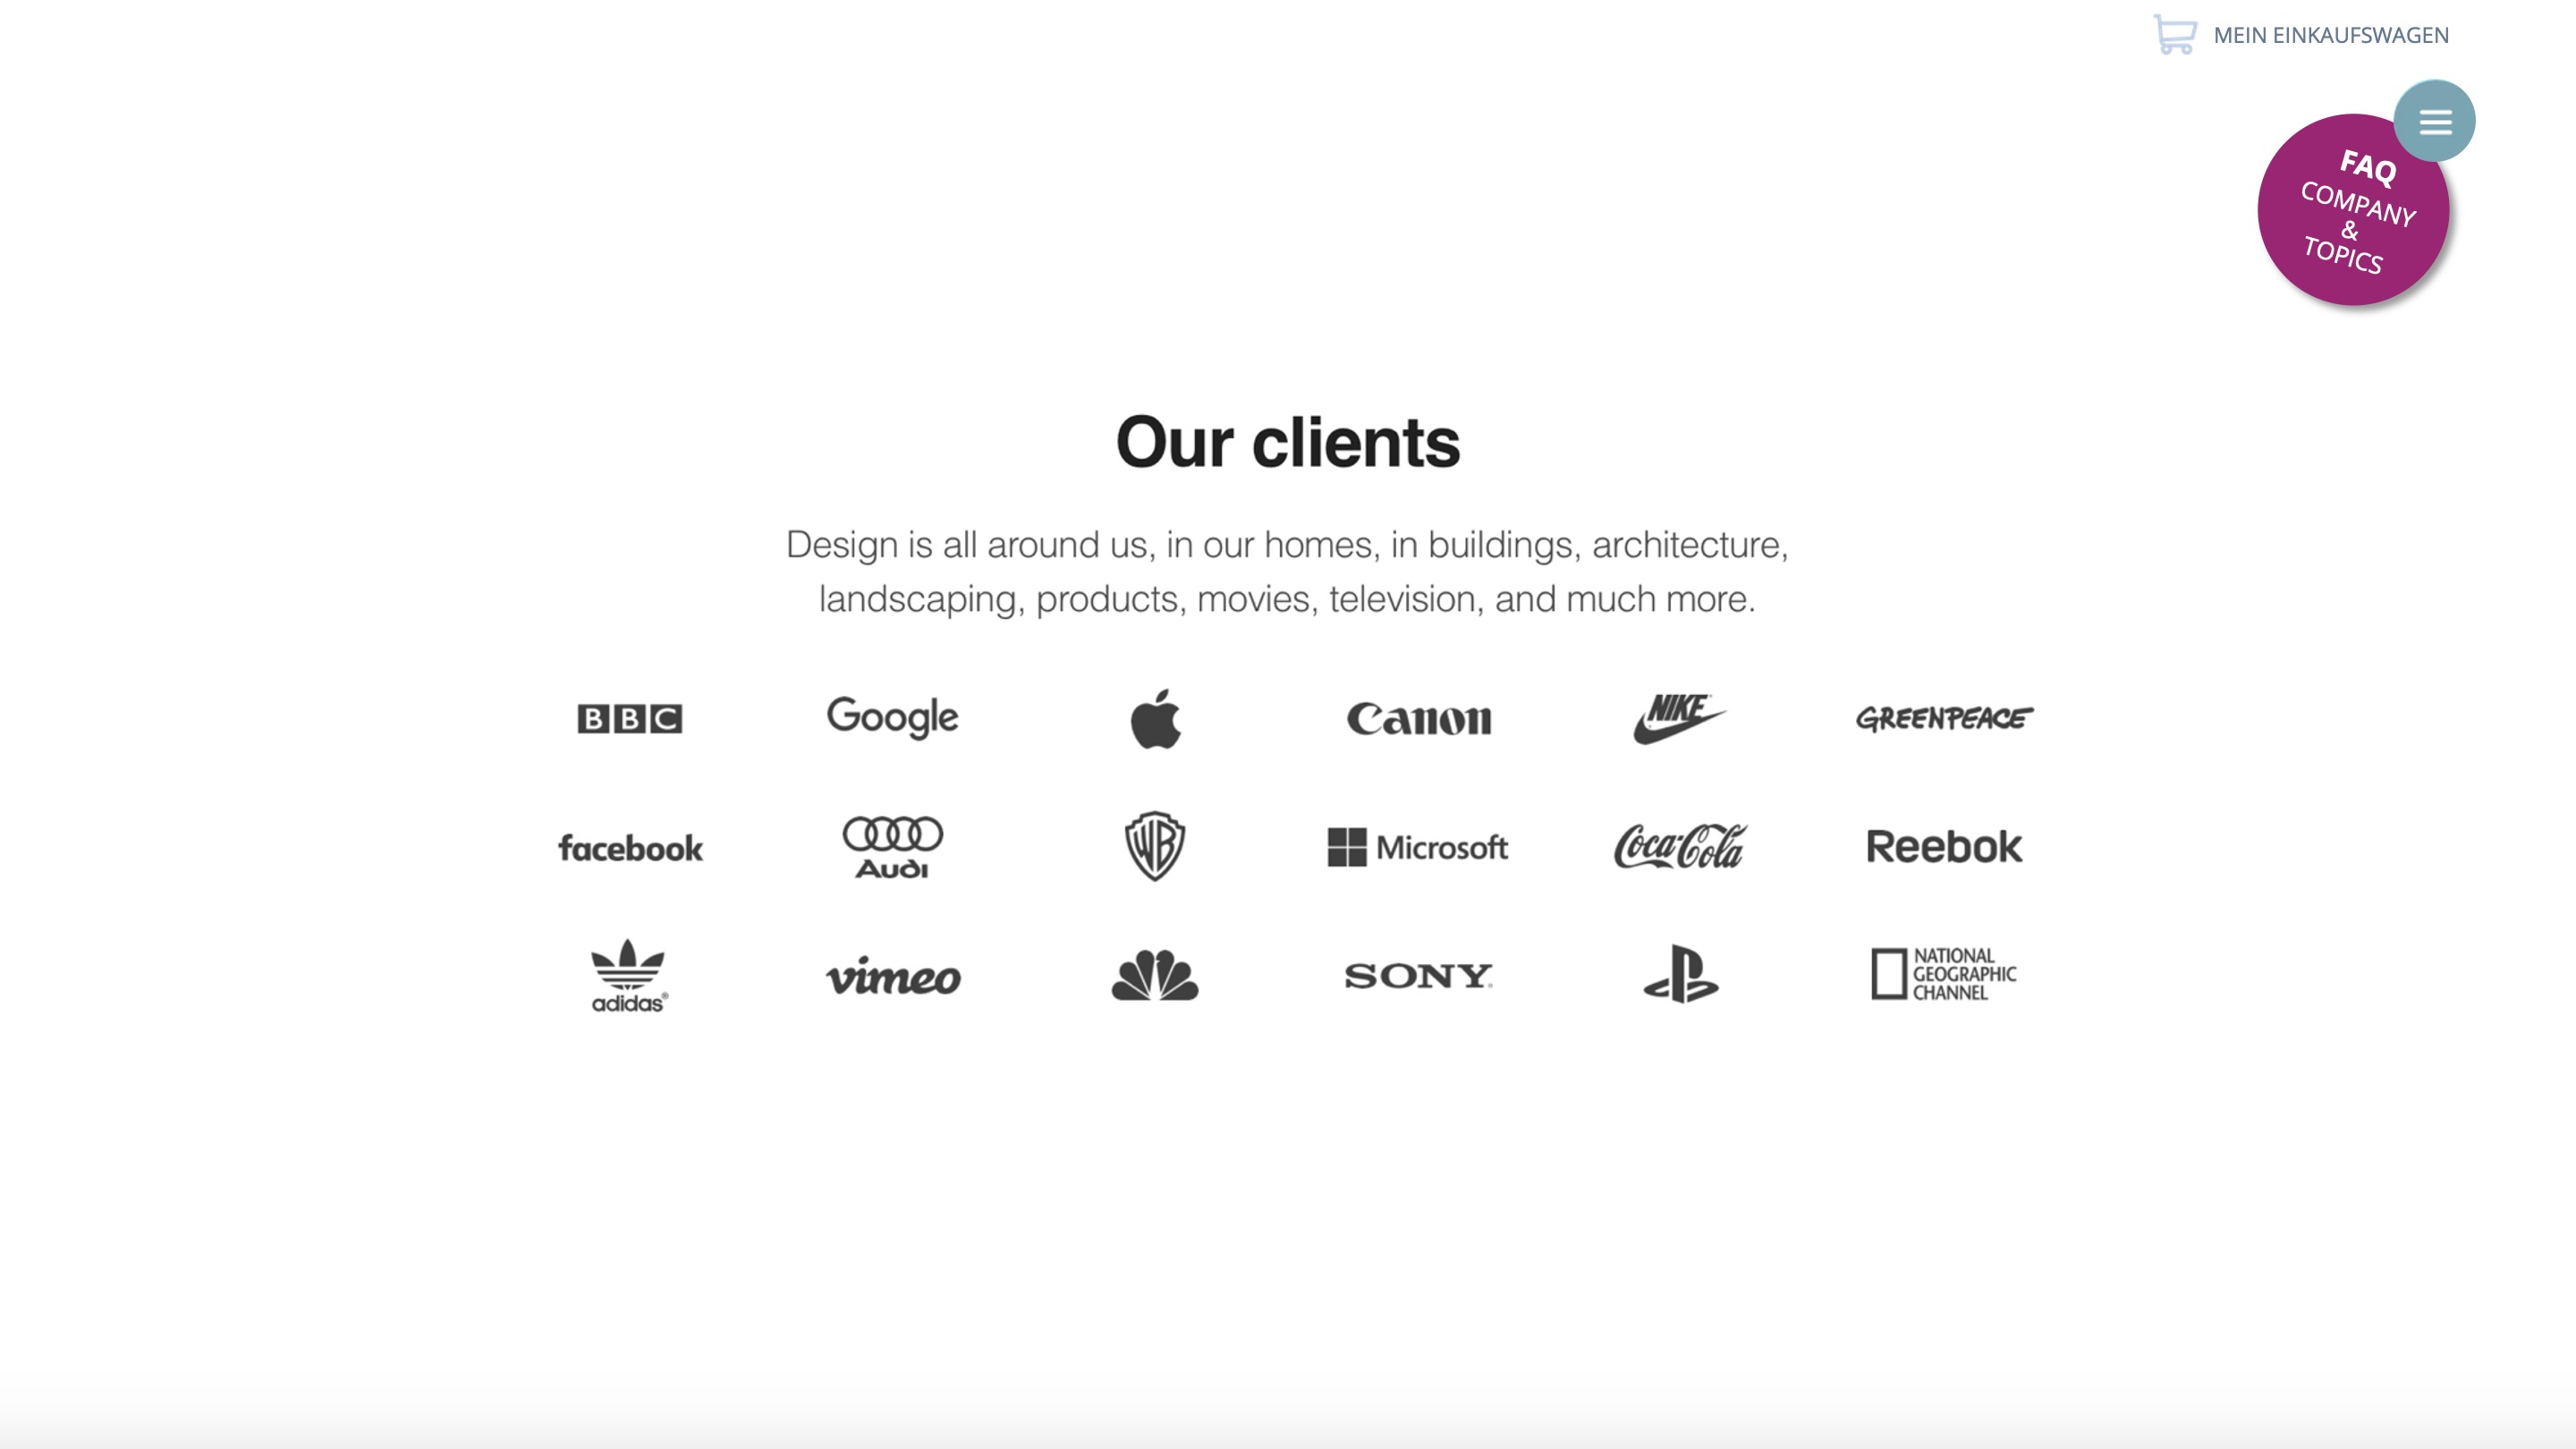 MEIN EINKAUFSWAGEN
FAQ
COMPANY
&
TOPICS
Our clients
Design is all around us, in our homes, in buildings, architecture,
landscaping, products, movies, television, and much more.
BBC
Google
Canon
NIKE
GREENPEACE
facebook
Audi
WB
Microsoft
Coca-Cola
Reebok
adidas®
vimeo
SONY
NATIONAL
GEOGRAPHIC
CHANNEL